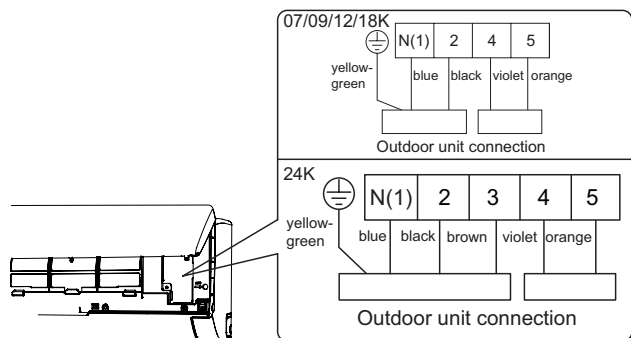 07/09/12/18K
N(1) 2 4 5
yellow-
green
blue black violet orange
Outdoor unit connection
24K
N(1) 2 3 4 5
yellow-
green
blue black brown violet orange
Outdoor unit connection